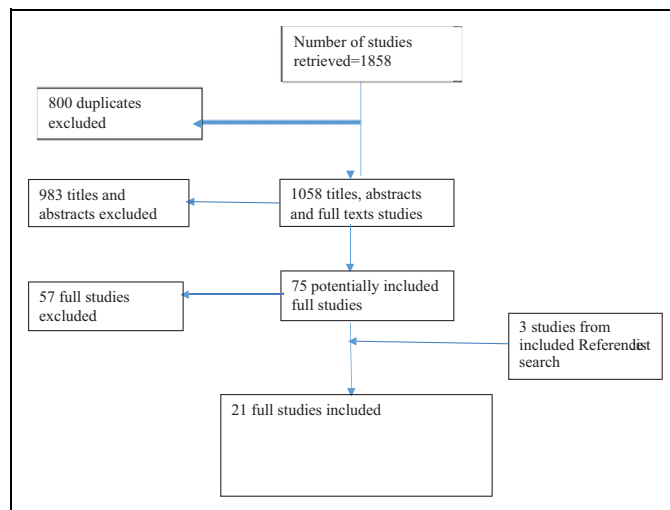 Number of studies
retrieved=1858
800 duplicates
excluded
983 titles and
abstracts excluded
1058 titles, abstracts
and full texts studies
75 potentially included
full studies
57 full studies
excluded
3 studies from
included Reference list
search
21 full studies included